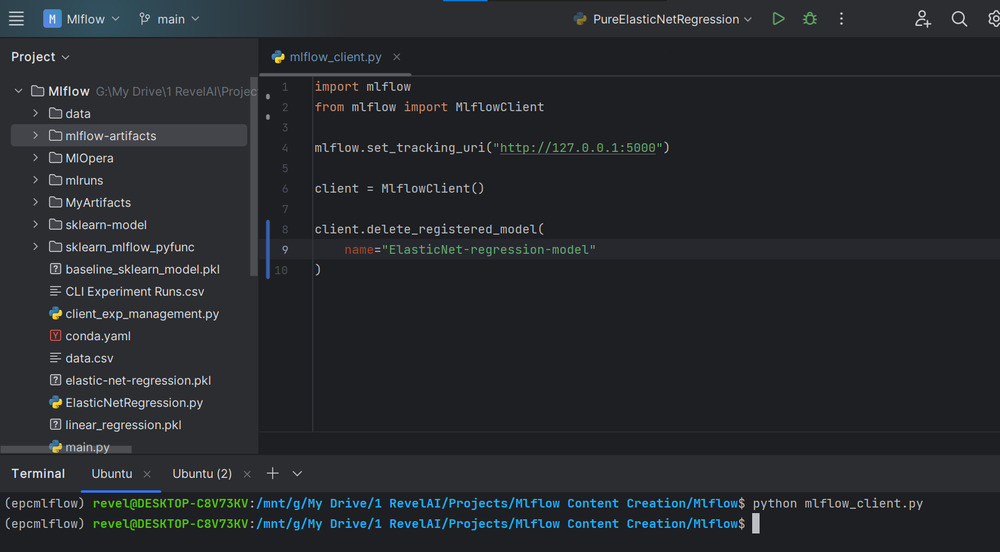 M Mlflow main PureElasticNetRegression
Project
mlflow_client.py
Mlflow G:\My Drive\1 RevelAI\Projec
data
mlflow-artifacts
MlOpera
mlruns
MyArtifacts
sklearn-model
sklearn_mlflow_pyfunc
baseline_sklearn_model.pkl
CLI Experiment Runs.csv
client_exp_management.py
conda.yaml
data.csv
elastic-net-regression.pkl
ElasticNetRegression.py
linear_regression.pkl
main.py
1 import mlflow
2 from mlflow import MlflowClient
3
4 mlflow.set_tracking_uri("http://127.0.0.1:5000")
5
6 client = MlflowClient()
7
8 client.delete_registered_model(
9 name="ElasticNet-regression-model"
10 )
Terminal Ubuntu Ubuntu (2)
(epcmlflow) revel@DESKTOP-C8V73KV:/mnt/g/My Drive/1 RevelAI/Projects/Mlflow Content Creation/Mlflow$ python mlflow_client.py
(epcmlflow) revel@DESKTOP-C8V73KV:/mnt/g/My Drive/1 RevelAI/Projects/Mlflow Content Creation/Mlflow$